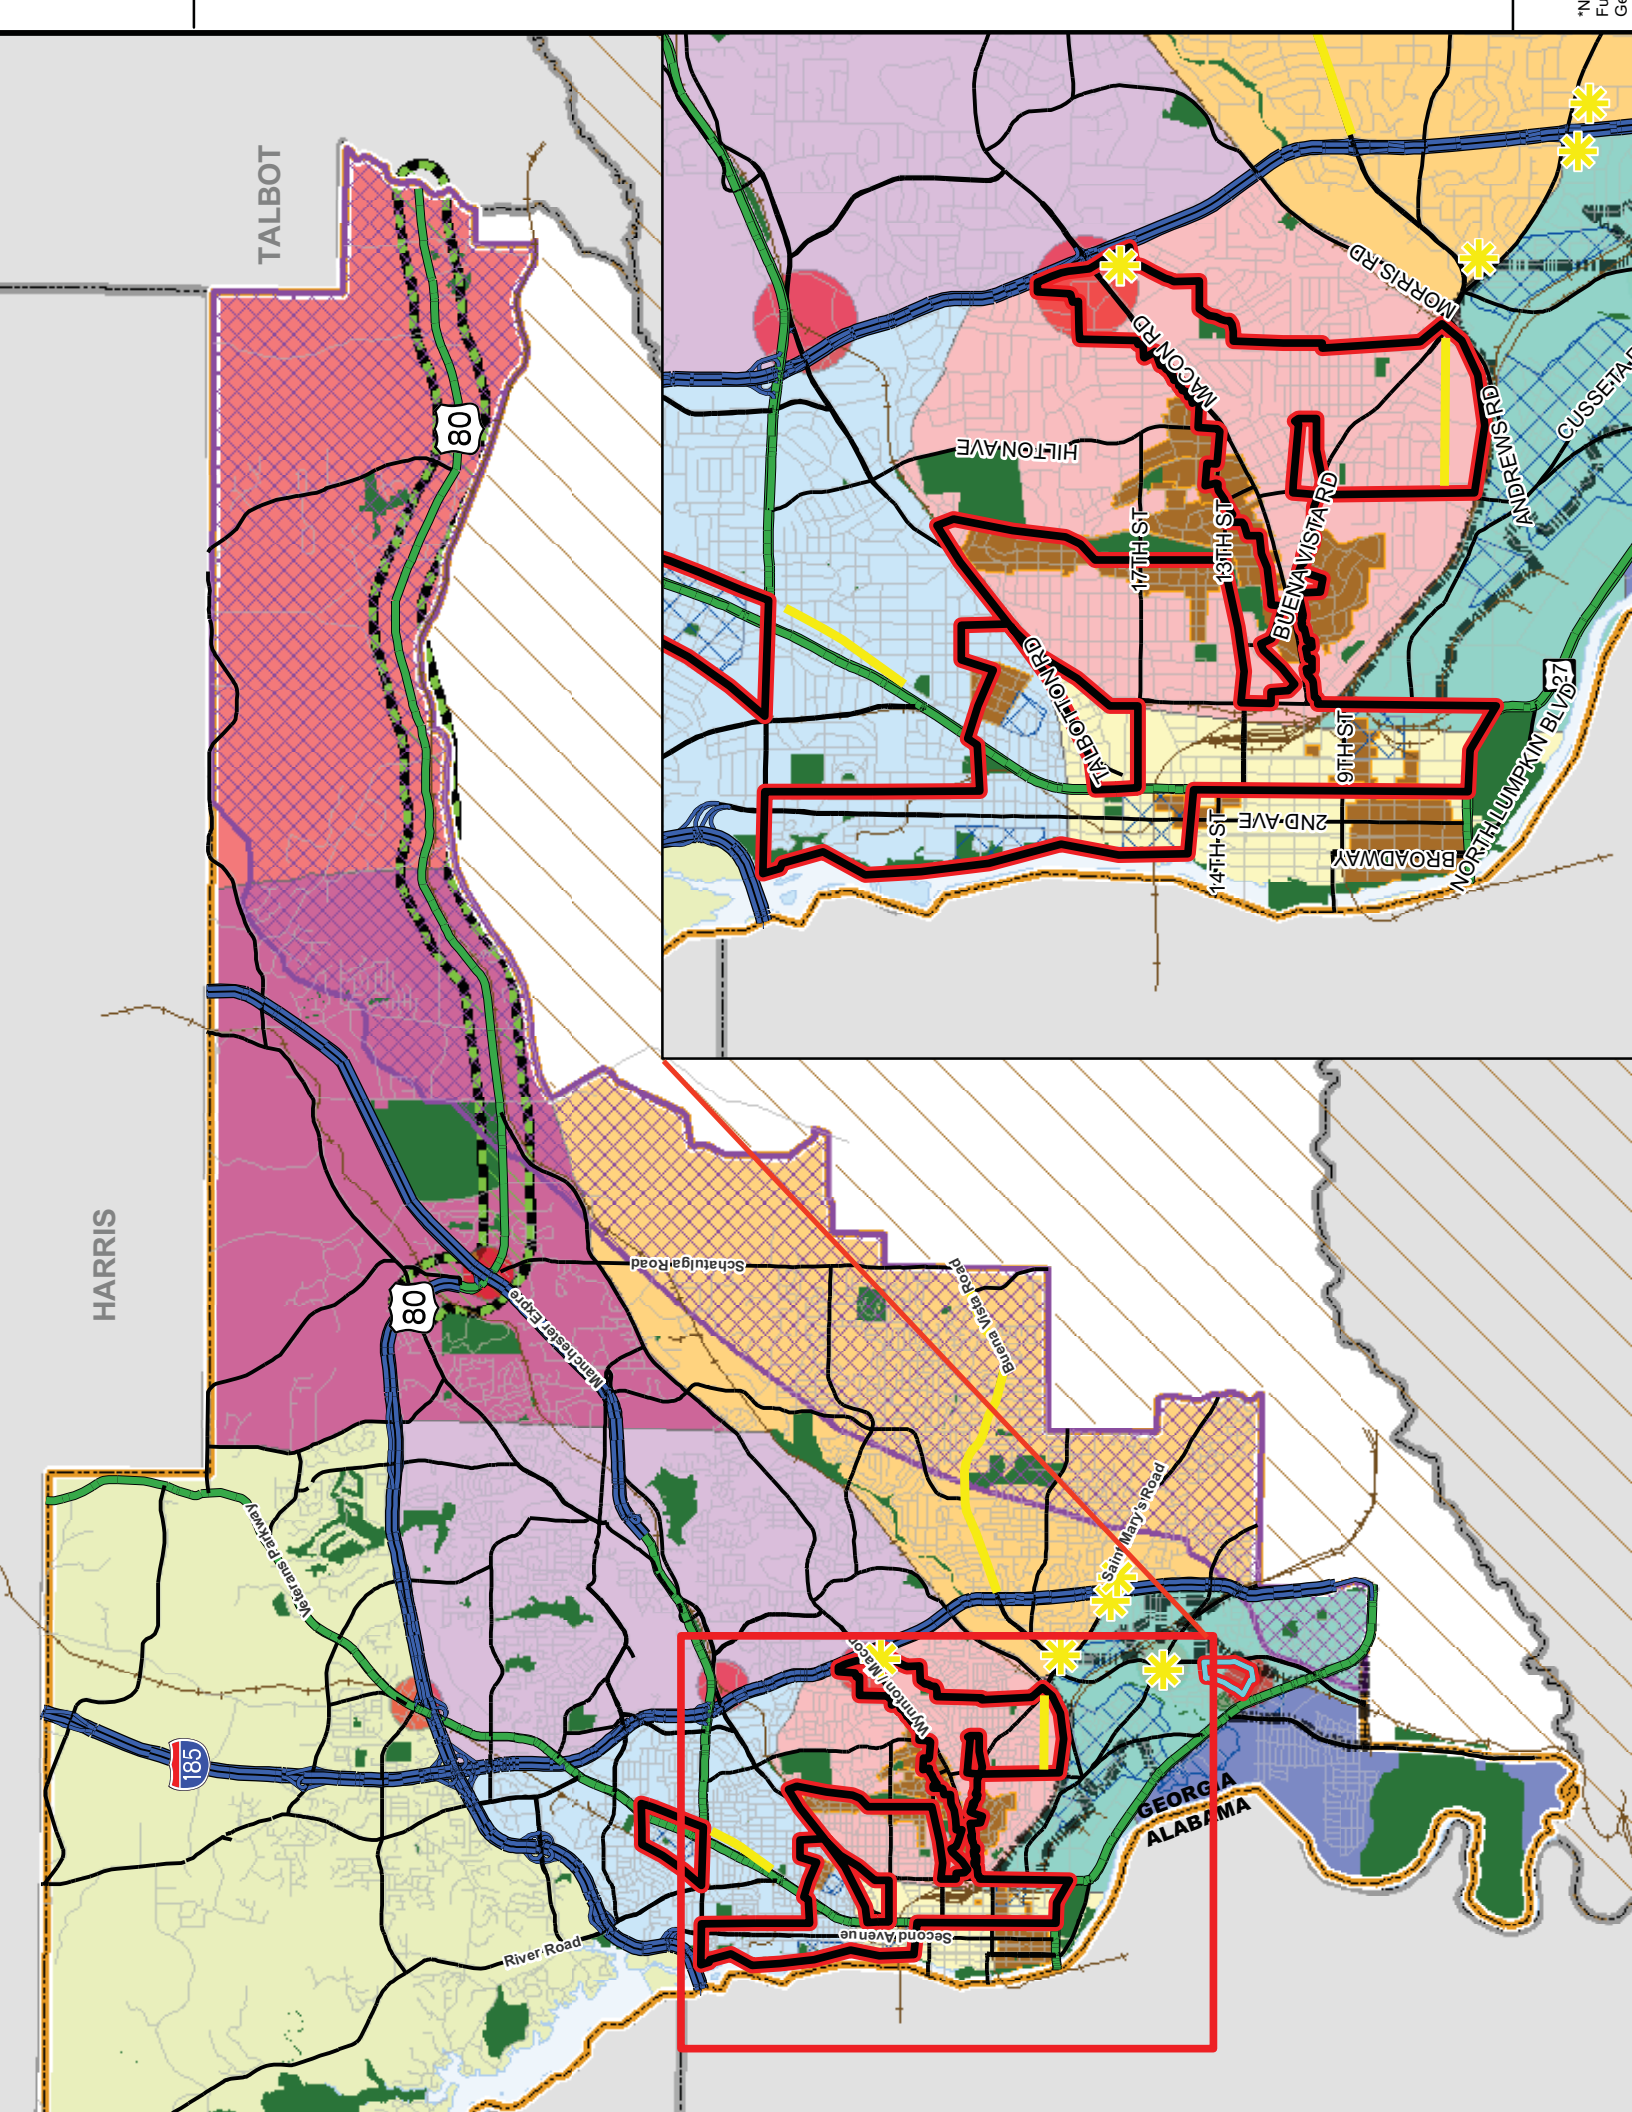 *N
Fu
Ge
TALBOT
HARRIS
80
80
Schatulga Road
Buena Vista Road
Manchester Expre
Veterans Parkway
Saint Mary's Road
185
River Road
Wynnton/Macon
Second Avenue
GEORGIA
ALABAMA
MORRIS RD
MACON RD
HILTON AVE
ANDREWS RD
CUSSETA R
17TH ST
13TH ST
BUENA VISTA RD
TALBOTTON RD
27
9TH ST
NORTH LUMPKIN BLVD
2ND AVE
14TH ST
BROADWAY